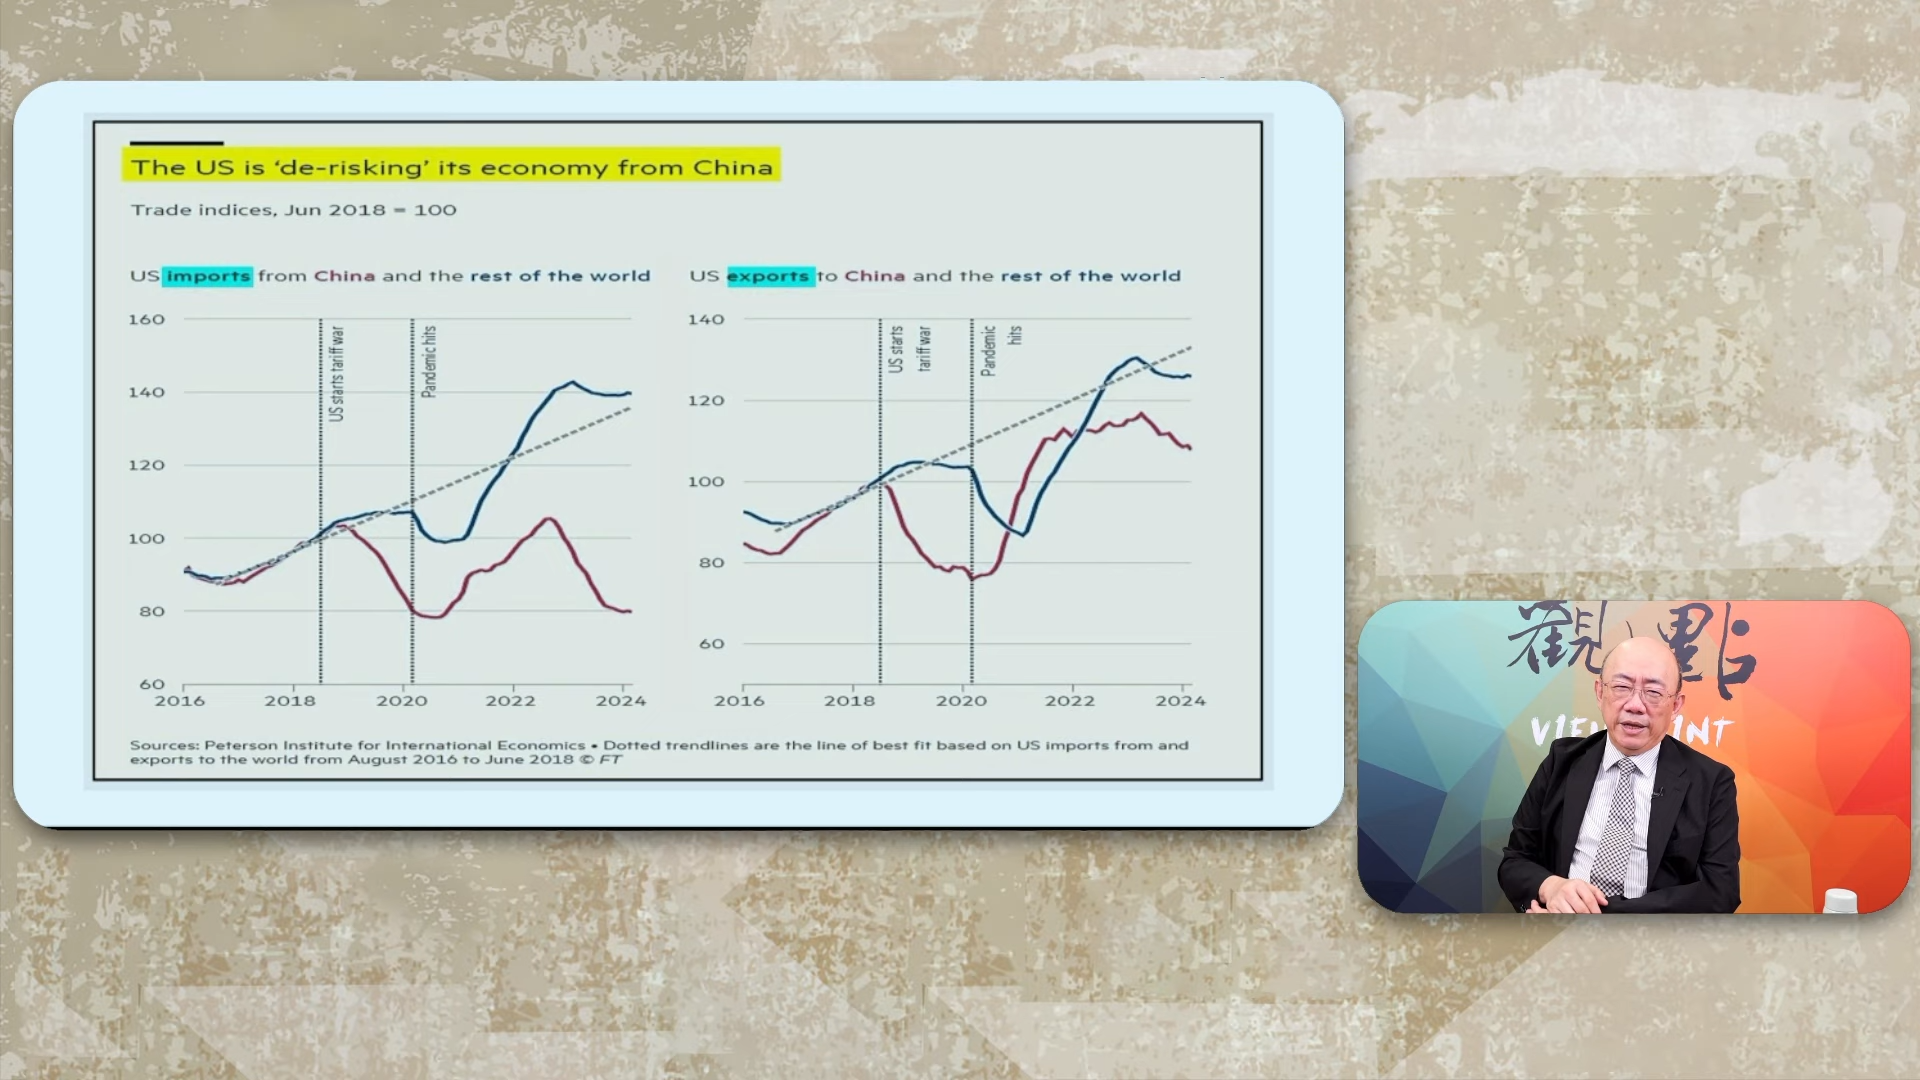 The US is ‘de-risking’ its economy from China
Trade indices, Jun 2018 = 100
US imports from China and the rest of the world
160
140
120
100
80
60
US starts tariff war
Pandemic hits
2016
2018
2020
2022
2024
US exports to China and the rest of the world
140
120
100
80
60
US starts
tariff war
Pandemic
hits
2016
2018
2020
2022
2024
Sources: Peterson Institute for International Economics • Dotted trendlines are the line of best fit based on US imports from and
exports to the world from August 2016 to June 2018 © FT
觀點